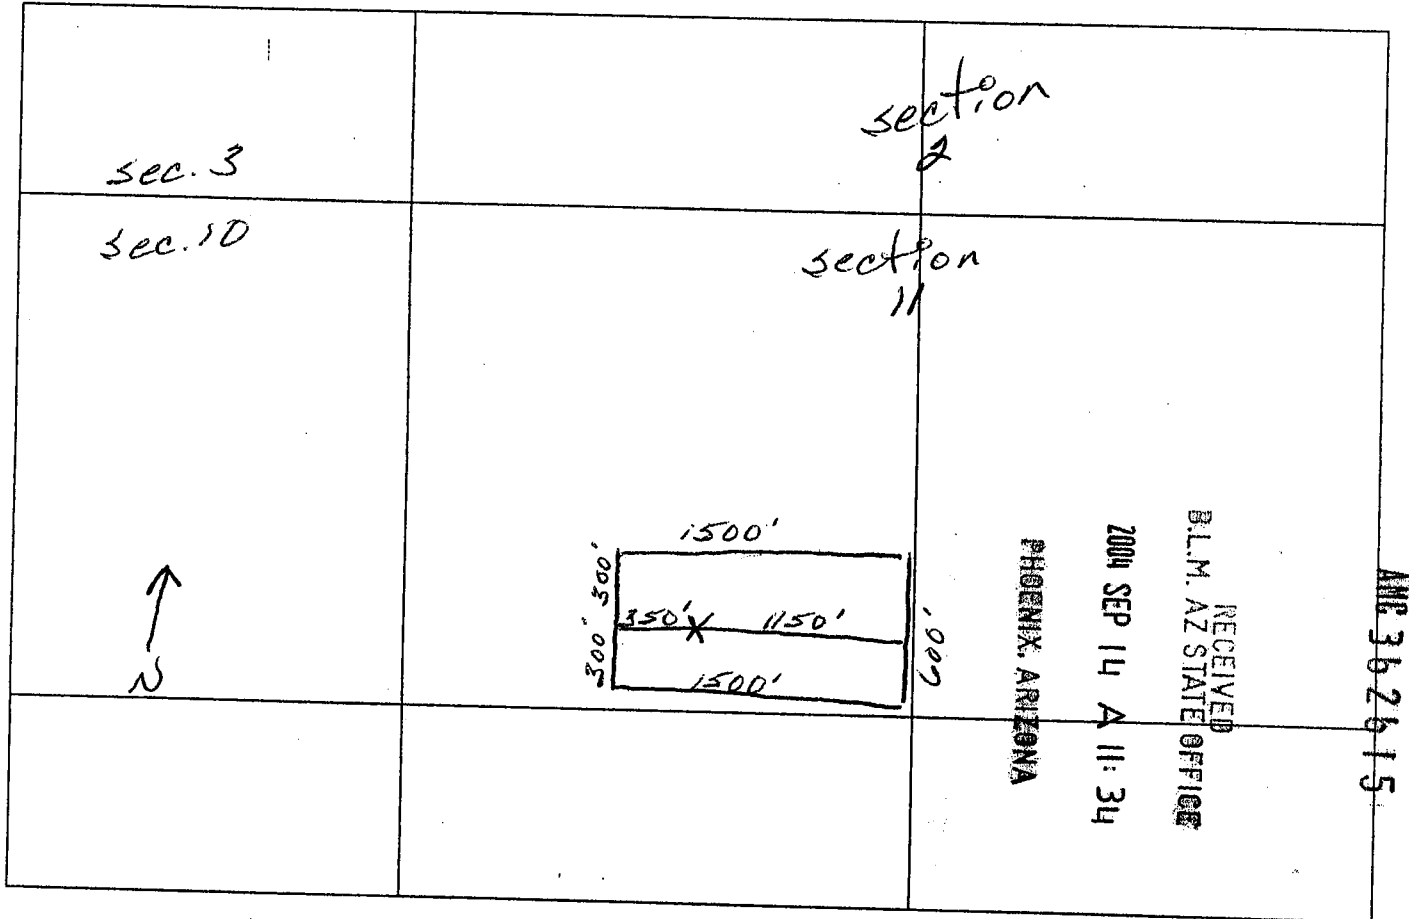 section
2
sec. 3
sec. 10
section
11
1500'
300'
350' X 1150'
300'
1500'
600'
N
RECEIVED
B.L.M. AZ STATE OFFICE
2004 SEP 14 A 11: 34
PHOENIX, ARIZONA
AMC 362615